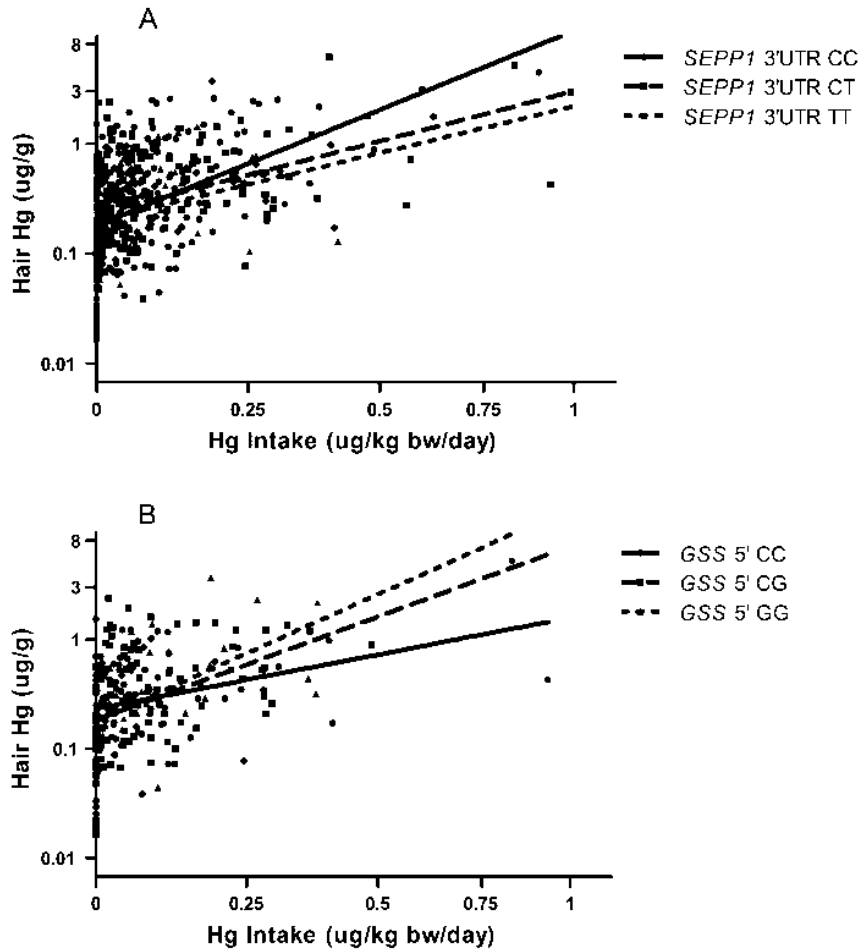 A
8
3
1
0.1
0.01
Hair Hg (ug/g)
0 0.25 0.5 0.75 1
Hg Intake (ug/kg bw/day)
SEPP1 3'UTR CC
SEPP1 3'UTR CT
SEPP1 3'UTR TT
B
8
3
1
0.1
0.01
Hair Hg (ug/g)
0 0.25 0.5 0.75 1
Hg Intake (ug/kg bw/day)
GSS 5' CC
GSS 5' CG
GSS 5' GG